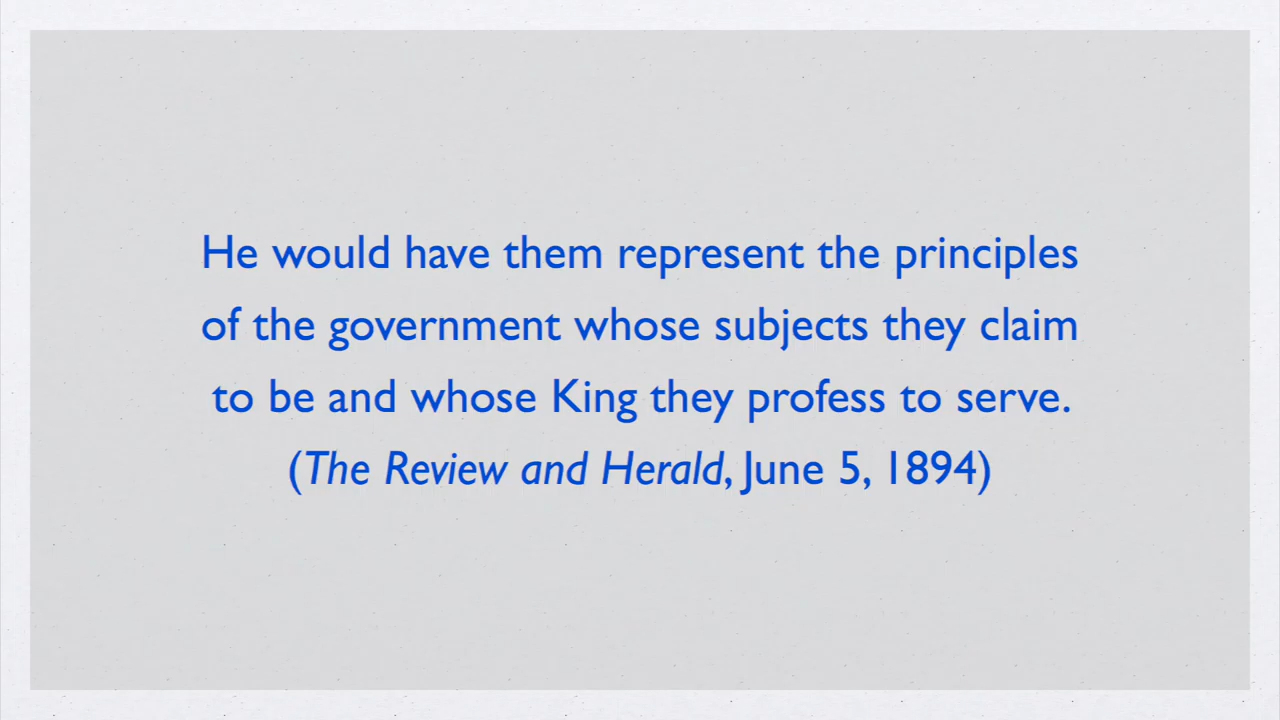 He would have them represent the principles
of the government whose subjects they claim
to be and whose King they profess to serve.
(The Review and Herald, June 5, 1894)